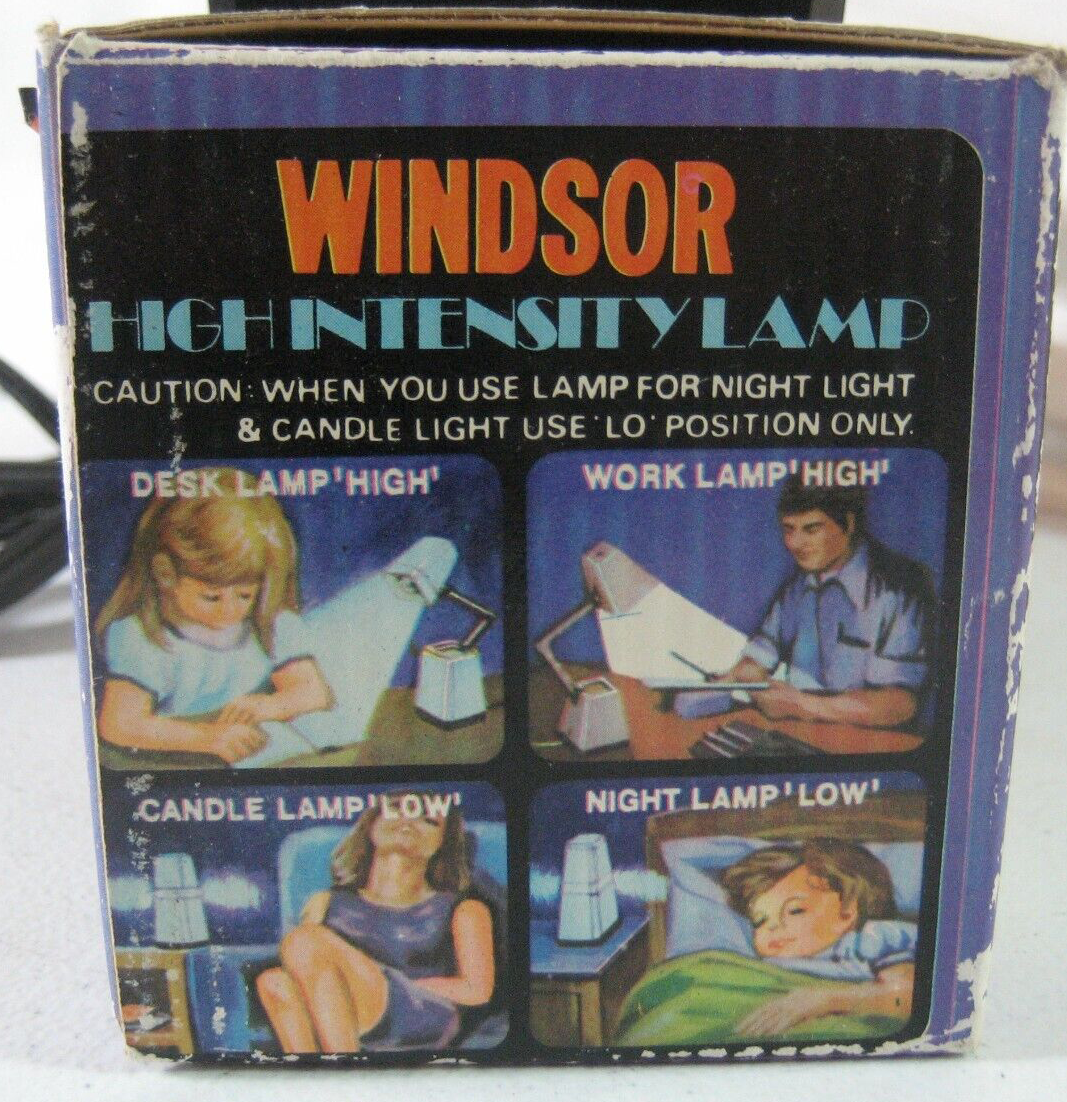 WINDSOR
HIGH INTENSITY LAMP
CAUTION: WHEN YOU USE LAMP FOR NIGHT LIGHT
& CANDLE LIGHT USE 'LO' POSITION ONLY.
DESK LAMP 'HIGH'
WORK LAMP 'HIGH'
CANDLE LAMP 'LOW'
NIGHT LAMP 'LOW'